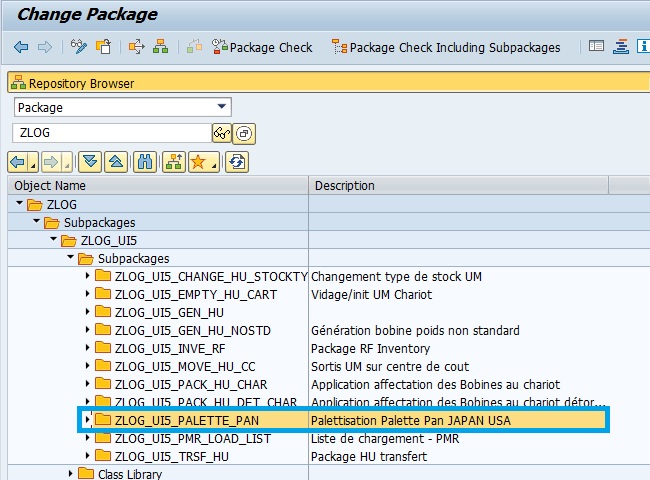 Change Package
Package Check Package Check Including Subpackages
Repository Browser
Package
ZLOG
Object Name Description
ZLOG
Subpackages
ZLOG_UI5
Subpackages
ZLOG_UI5_CHANGE_HU_STOCKTY Changement type de stock UM
ZLOG_UI5_EMPTY_HU_CART Vidage/init UM Chariot
ZLOG_UI5_GEN_HU
ZLOG_UI5_GEN_HU_NOSTD Génération bobine poids non standard
ZLOG_UI5_INVE_RF Package RF Inventory
ZLOG_UI5_MOVE_HU_CC Sortis UM sur centre de cout
ZLOG_UI5_PACK_HU_CHAR Application affectation des Bobines au chariot
ZLOG_UI5_PACK_HU_DET_CHAR Application affectation des Bobines au chariot détor...
ZLOG_UI5_PALETTE_PAN Palettisation Palette Pan JAPAN USA
ZLOG_UI5_PMR_LOAD_LIST Liste de chargement - PMR
ZLOG_UI5_TRSF_HU Package HU transfert
Class Library